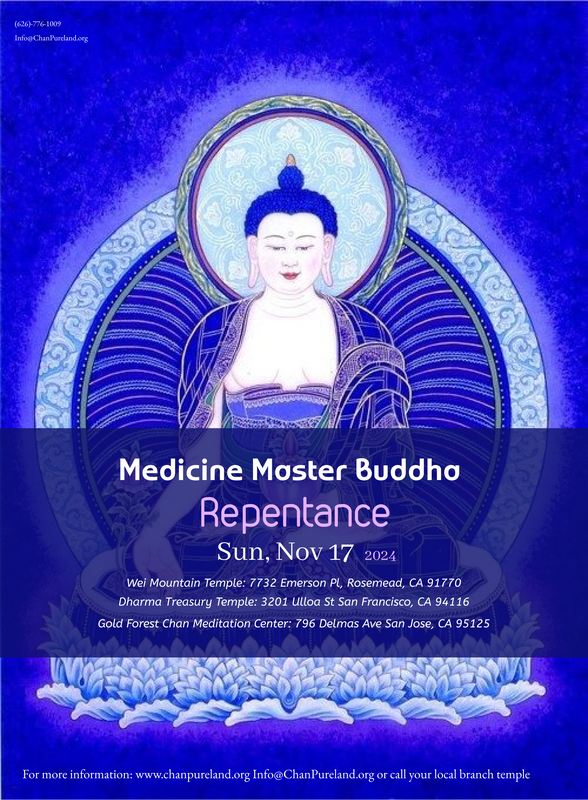 (626)-776-1009
Info@ChanPureland.org
Medicine Master Buddha
Repentance
Sun, Nov 17 2024
Wei Mountain Temple: 7732 Emerson Pl, Rosemead, CA 91770
Dharma Treasury Temple: 3201 Ulloa St San Francisco, CA 94116
Gold Forest Chan Meditation Center: 796 Delmas Ave San Jose, CA 95125
For more information: www.chanpureland.org Info@ChanPureland.org or call your local branch temple